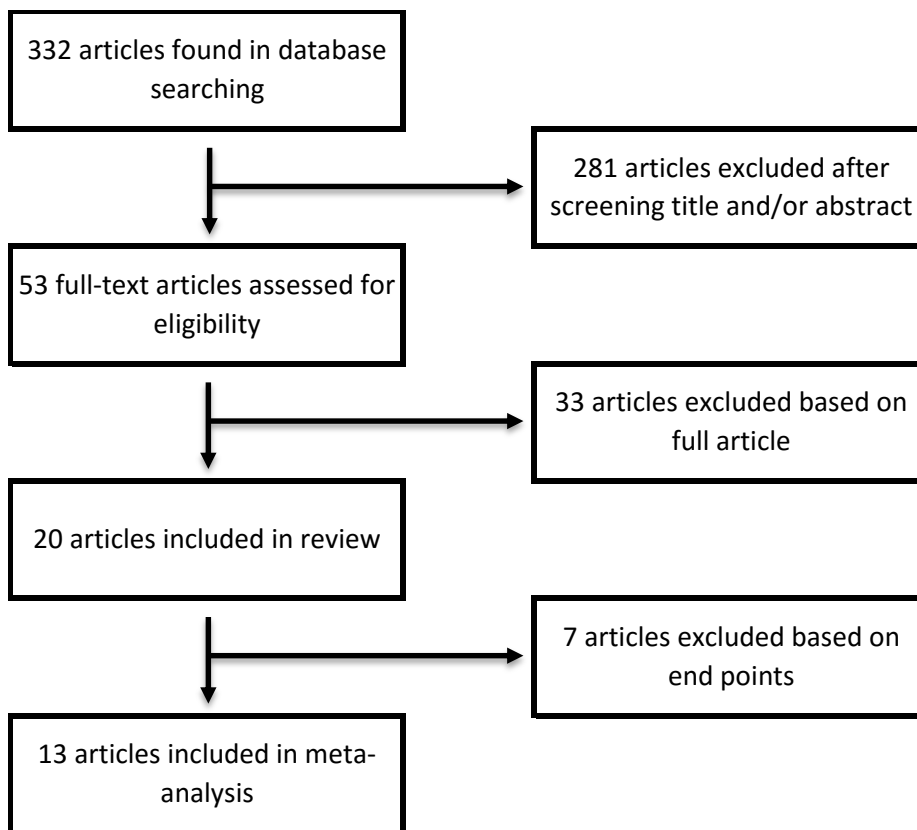 332 articles found in database
searching
281 articles excluded after
screening title and/or abstract
53 full-text articles assessed for
eligibility
33 articles excluded based on
full article
20 articles included in review
7 articles excluded based on
end points
13 articles included in meta-
analysis